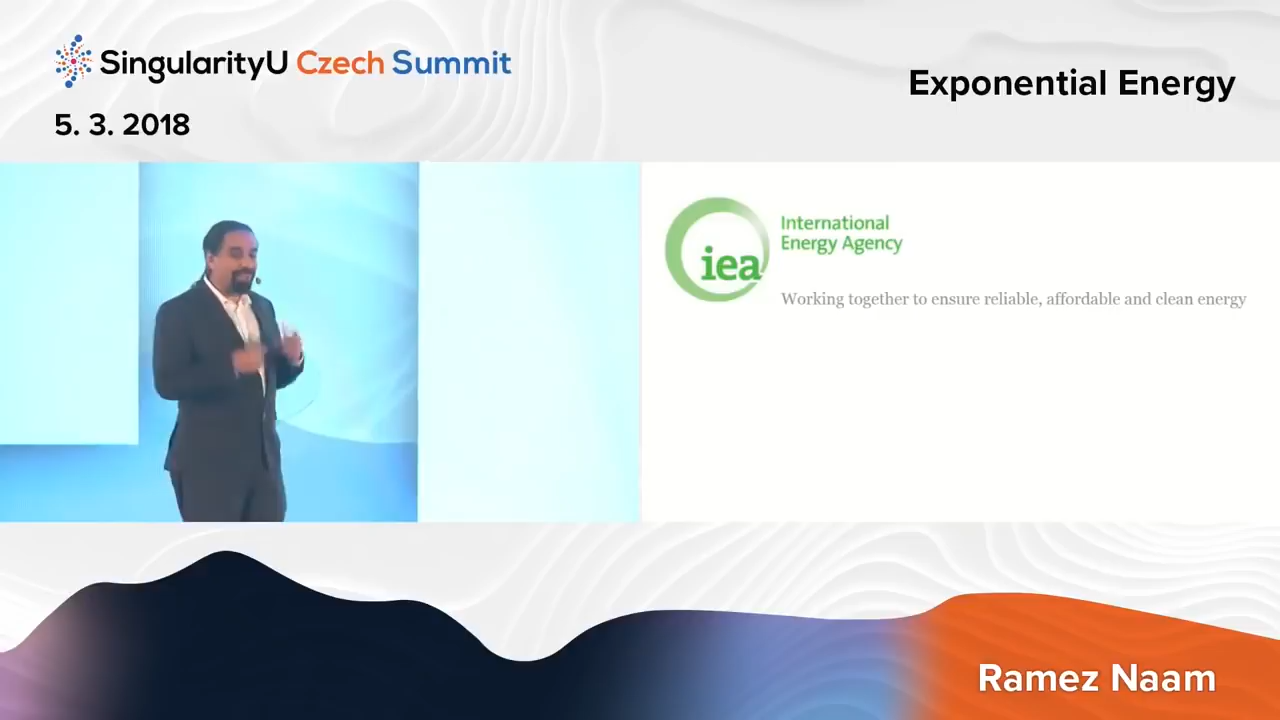 SingularityU Czech Summit
5. 3. 2018
Exponential Energy
iea
International
Energy Agency
Working together to ensure reliable, affordable and clean energy
Ramez Naam